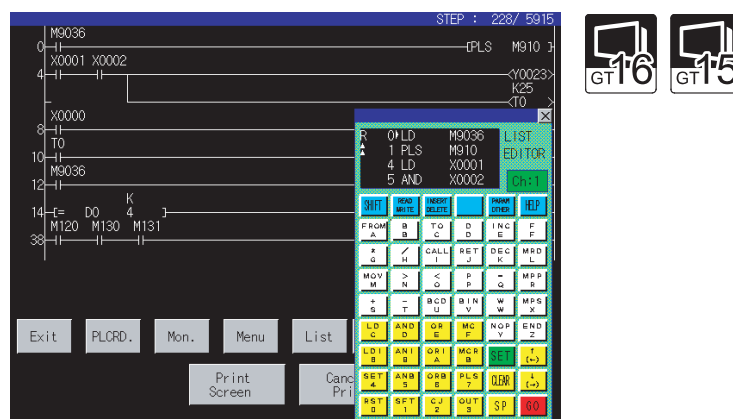 STEP : 228/ 5915
M9036
0 [PLS M910 ]
X0001 X0002
4 <Y0023>
K25
<T0 >
X0000
8
T0
10
M9036
12
K
14 [= D0 4 ]
M120 M130 M131
38
R 0 LD M9036
1 PLS M910
4 LD X0001
5 AND X0002
LIST
EDITOR
Ch:1
SHIFT READ WRITE INSERT DELETE PARAM OTHER HELP
FROM A B B TO C D D INC E F F
* G / H CALL I RET J DEC K MRD L
MOV M > N < O P P = Q MPP R
+ S - T BCD U BIN V W W MPS X
LD C AND D OR E MC F NOP Y END Z
LDI 8 ANI 9 ORI A MCR B SET ↑ (←)
SET 4 ANB 5 ORB 6 PLS 7 CLEAR ↓ (→)
RST 0 SFT 1 CJ 2 OUT 3 SP GO
Exit PLCRD. Mon. Menu List
Print
Screen
Canc
Pri
GT16
GT15